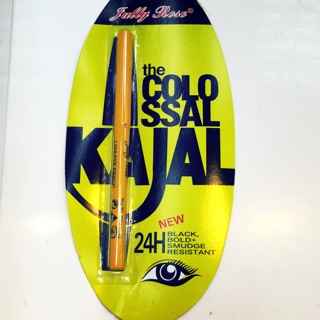 Jully Rose®
the
COLO
SSAL
KAJAL
NEW
24H BLACK,
BOLD+
SMUDGE
RESISTANT